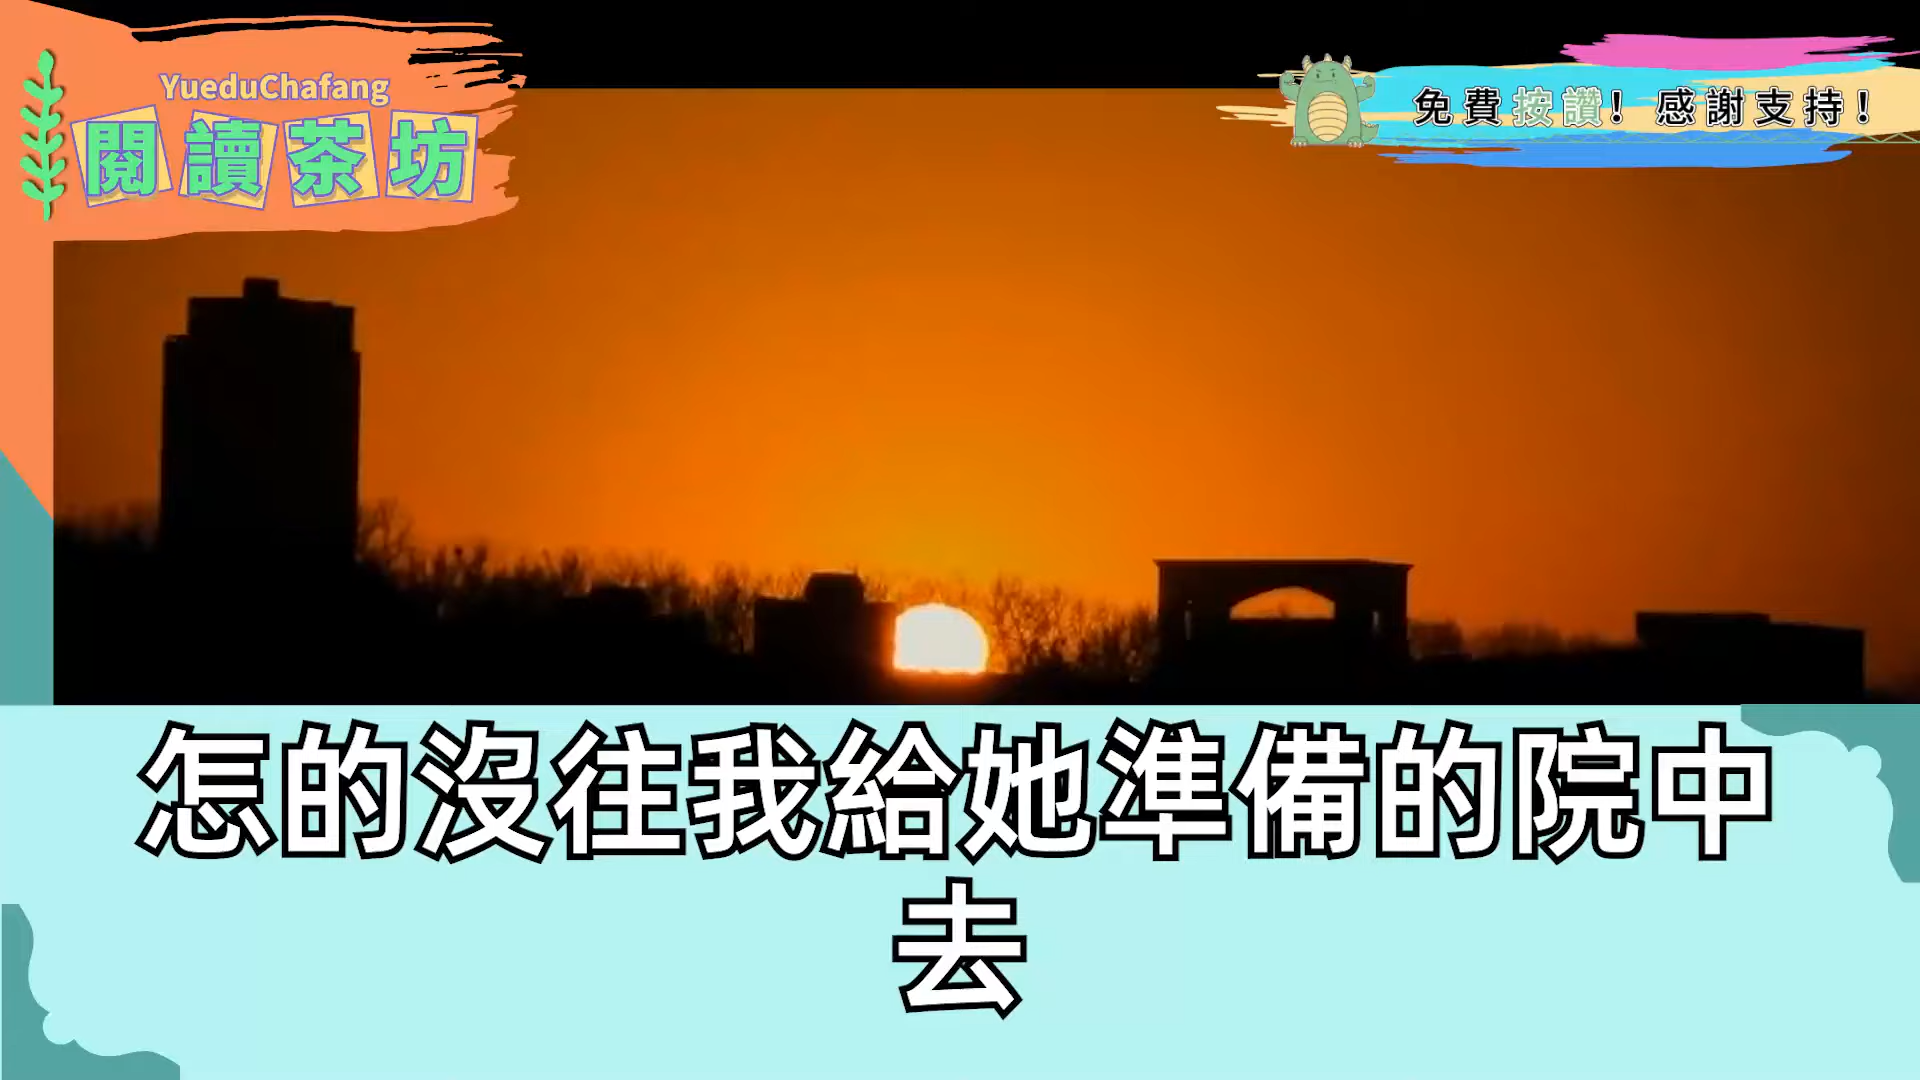 YueduChafang
閱讀茶坊
免費按讚！感謝支持！
怎的沒往我給她準備的院中
去